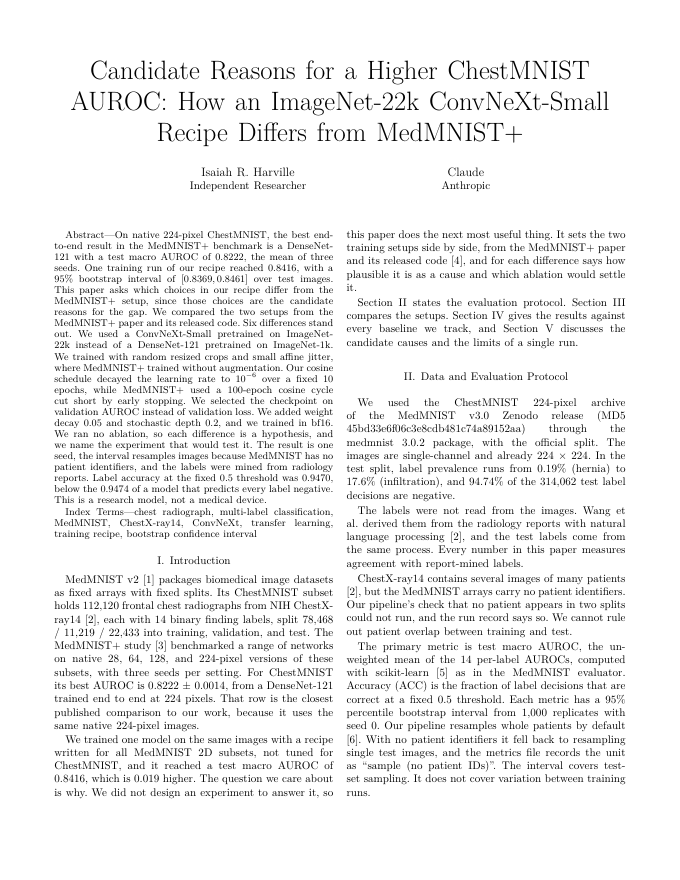 Candidate Reasons for a Higher ChestMNIST
AUROC: How an ImageNet-22k ConvNeXt-Small
Recipe Differs from MedMNIST+
Isaiah R. Harville
Independent Researcher
Claude
Anthropic
Abstract—On native 224-pixel ChestMNIST, the best end-
to-end result in the MedMNIST+ benchmark is a DenseNet-
121 with a test macro AUROC of 0.8222, the mean of three
seeds. One training run of our recipe reached 0.8416, with a
95% bootstrap interval of [0.8369,0.8461] over test images.
This paper asks which choices in our recipe differ from the
MedMNIST+ setup, since those choices are the candidate
reasons for the gap. We compared the two setups from the
MedMNIST+ paper and its released code. Six differences stand
out. We used a ConvNeXt-Small pretrained on ImageNet-
22k instead of a DenseNet-121 pretrained on ImageNet-1k.
We trained with random resized crops and small affine jitter,
where MedMNIST+ trained without augmentation. Our cosine
schedule decayed the learning rate to 10−6 over a fixed 10
epochs, while MedMNIST+ used a 100-epoch cosine cycle
cut short by early stopping. We selected the checkpoint on
validation AUROC instead of validation loss. We added weight
decay 0.05 and stochastic depth 0.2, and we trained in bf16.
We ran no ablation, so each difference is a hypothesis, and
we name the experiment that would test it. The result is one
seed, the interval resamples images because MedMNIST has no
patient identifiers, and the labels were mined from radiology
reports. Label accuracy at the fixed 0.5 threshold was 0.9470,
below the 0.9474 of a model that predicts every label negative.
This is a research model, not a medical device.
Index Terms—chest radiograph, multi-label classification,
MedMNIST, ChestX-ray14, ConvNeXt, transfer learning,
training recipe, bootstrap confidence interval
I. Introduction
MedMNIST v2 [1] packages biomedical image datasets
as fixed arrays with fixed splits. Its ChestMNIST subset
holds 112,120 frontal chest radiographs from NIH ChestX-
ray14 [2], each with 14 binary finding labels, split 78,468
/ 11,219 / 22,433 into training, validation, and test. The
MedMNIST+ study [3] benchmarked a range of networks
on native 28, 64, 128, and 224-pixel versions of these
subsets, with three seeds per setting. For ChestMNIST
its best AUROC is 0.8222 ± 0.0014, from a DenseNet-121
trained end to end at 224 pixels. That row is the closest
published comparison to our work, because it uses the
same native 224-pixel images.
We trained one model on the same images with a recipe
written for all MedMNIST 2D subsets, not tuned for
ChestMNIST, and it reached a test macro AUROC of
0.8416, which is 0.019 higher. The question we care about
is why. We did not design an experiment to answer it, so
this paper does the next most useful thing. It sets the two
training setups side by side, from the MedMNIST+ paper
and its released code [4], and for each difference says how
plausible it is as a cause and which ablation would settle
it.
Section II states the evaluation protocol. Section III
compares the setups. Section IV gives the results against
every baseline we track, and Section V discusses the
candidate causes and the limits of a single run.
II. Data and Evaluation Protocol
We used the ChestMNIST 224-pixel archive
of the MedMNIST v3.0 Zenodo release (MD5
45bd33e6f06c3e8cdb481c74a89152aa) through the
medmnist 3.0.2 package, with the official split. The
images are single-channel and already 224 × 224. In the
test split, label prevalence runs from 0.19% (hernia) to
17.6% (infiltration), and 94.74% of the 314,062 test label
decisions are negative.
The labels were not read from the images. Wang et
al. derived them from the radiology reports with natural
language processing [2], and the test labels come from
the same process. Every number in this paper measures
agreement with report-mined labels.
ChestX-ray14 contains several images of many patients
[2], but the MedMNIST arrays carry no patient identifiers.
Our pipeline's check that no patient appears in two splits
could not run, and the run record says so. We cannot rule
out patient overlap between training and test.
The primary metric is test macro AUROC, the un-
weighted mean of the 14 per-label AUROCs, computed
with scikit-learn [5] as in the MedMNIST evaluator.
Accuracy (ACC) is the fraction of label decisions that are
correct at a fixed 0.5 threshold. Each metric has a 95%
percentile bootstrap interval from 1,000 replicates with
seed 0. Our pipeline resamples whole patients by default
[6]. With no patient identifiers it fell back to resampling
single test images, and the metrics file records the unit
as “sample (no patient IDs)”. The interval covers test-
set sampling. It does not cover variation between training
runs.